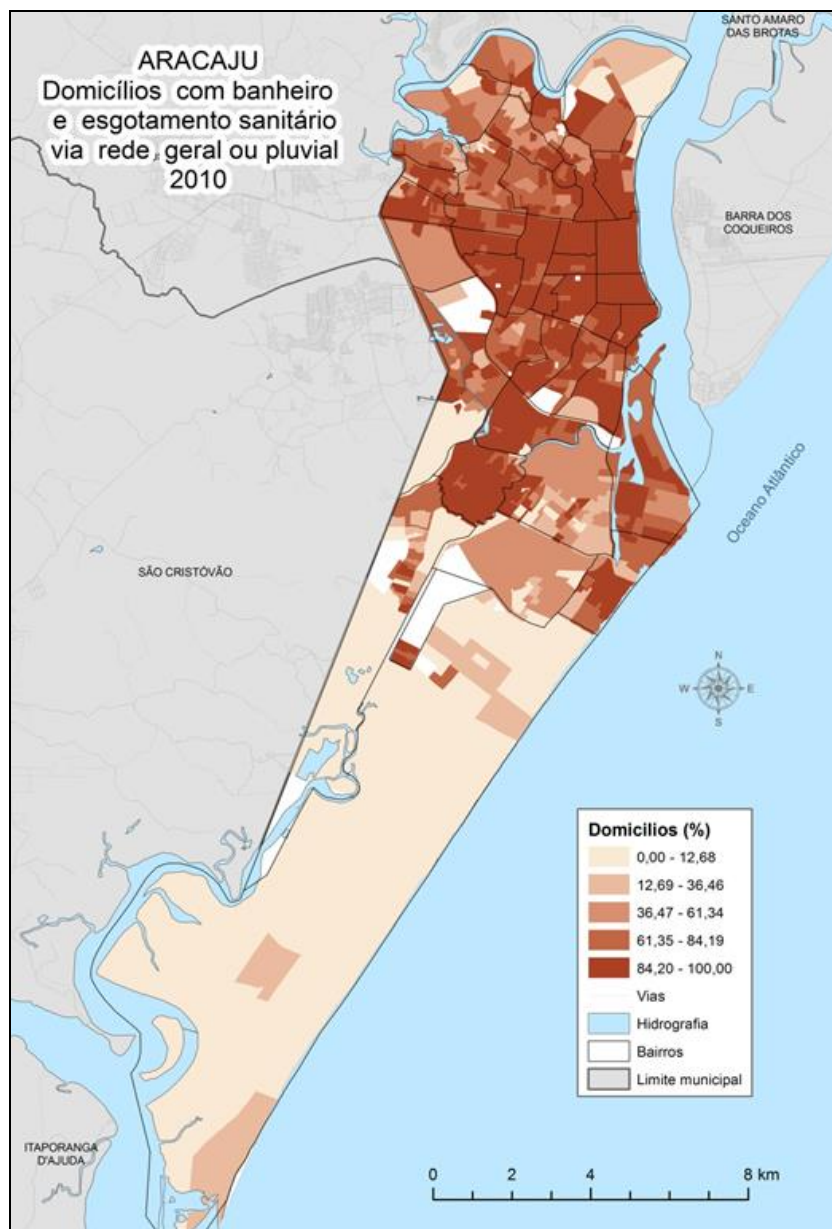 ARACAJU
Domicílios com banheiro
e esgotamento sanitário
via rede geral ou pluvial
2010
SANTO AMARO
DAS BROTAS
BARRA DOS
COQUEIROS
Oceano Atlântico
SÃO CRISTÓVÃO
N
W
E
S
Domicilios (%)
0,00 - 12,68
12,69 - 36,46
36,47 - 61,34
61,35 - 84,19
84,20 - 100,00
Vias
Hidrografia
Bairros
Limite municipal
ITAPORANGA
D'AJUDA
0 2 4 8 km